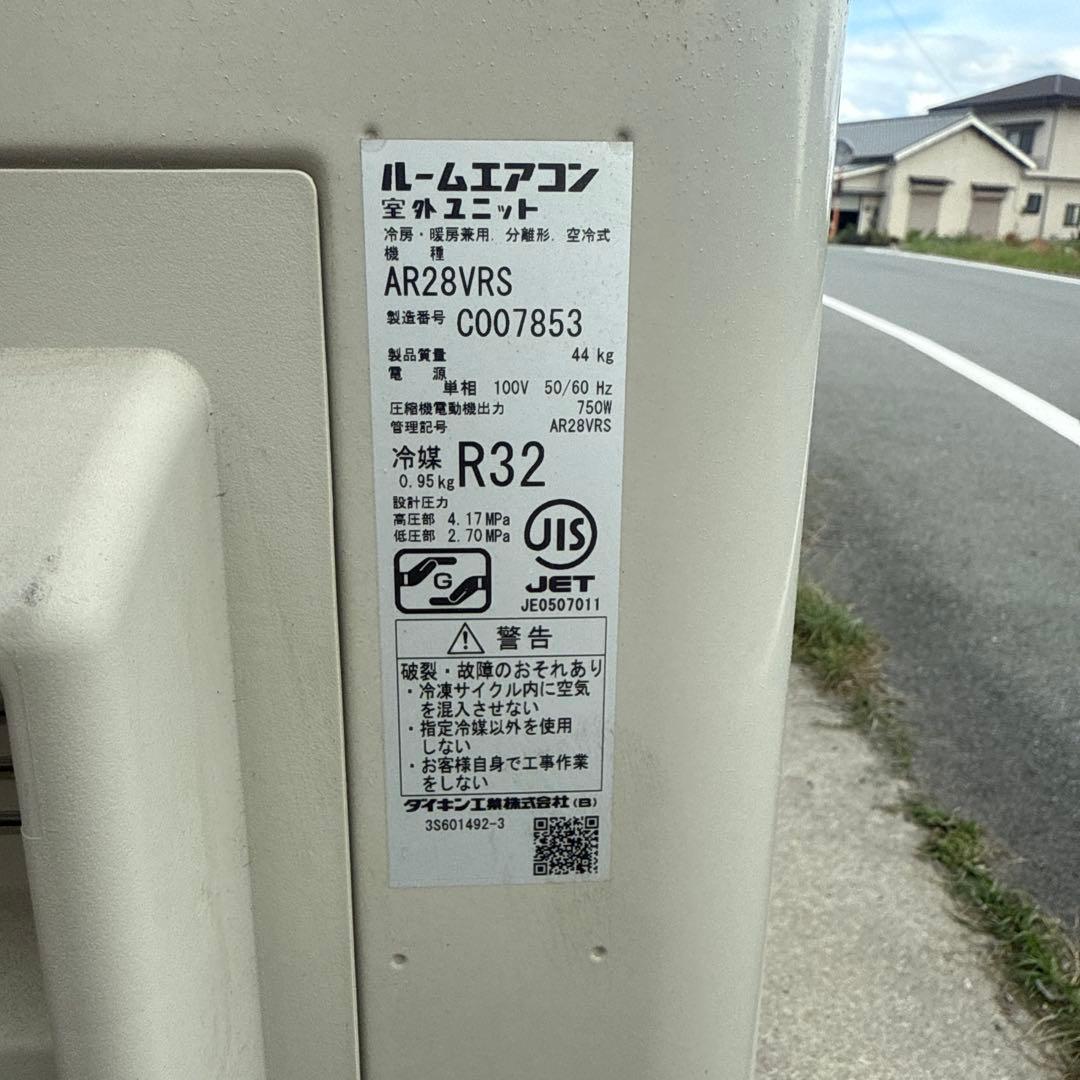 ルームエアコン
室外ユニット
冷房・暖房兼用, 分離形, 空冷式
機 種
AR28VRS
製造番号 C007853
製品質量 44 kg
電 源
単相 100V 50/60 Hz
圧縮機電動機出力 750W
管理記号 AR28VRS
冷媒 R32
0.95kg
設計圧力
高圧部 4.17MPa
低圧部 2.70MPa
JIS
G
JET
JE0507011
警告
破裂・故障のおそれあり
・冷凍サイクル内に空気
を混入させない
・指定冷媒以外を使用
しない
・お客様自身で工事作業
をしない
ダイキン工業株式会社(B)
3S601492-3